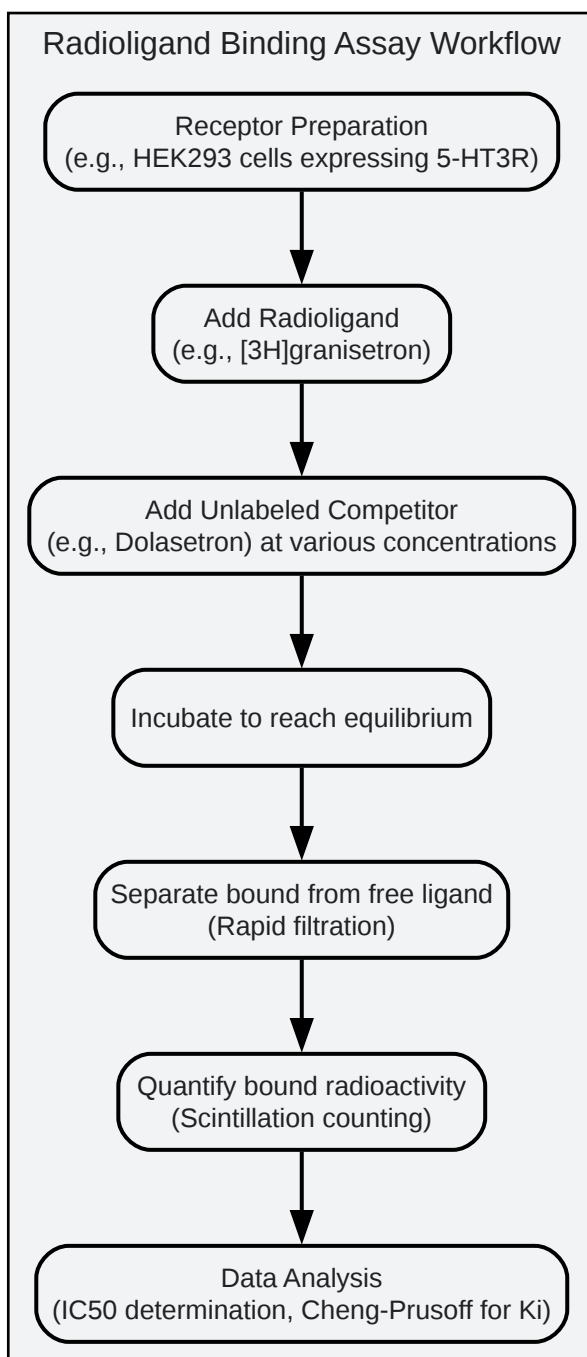 Radioligand Binding Assay Workflow
Receptor Preparation
(e.g., HEK293 cells expressing 5-HT3R)
Add Radioligand
(e.g., [3H]granisetron)
Add Unlabeled Competitor
(e.g., Dolasetron) at various concentrations
Incubate to reach equilibrium
Separate bound from free ligand
(Rapid filtration)
Quantify bound radioactivity
(Scintillation counting)
Data Analysis
(IC50 determination, Cheng-Prusoff for Ki)